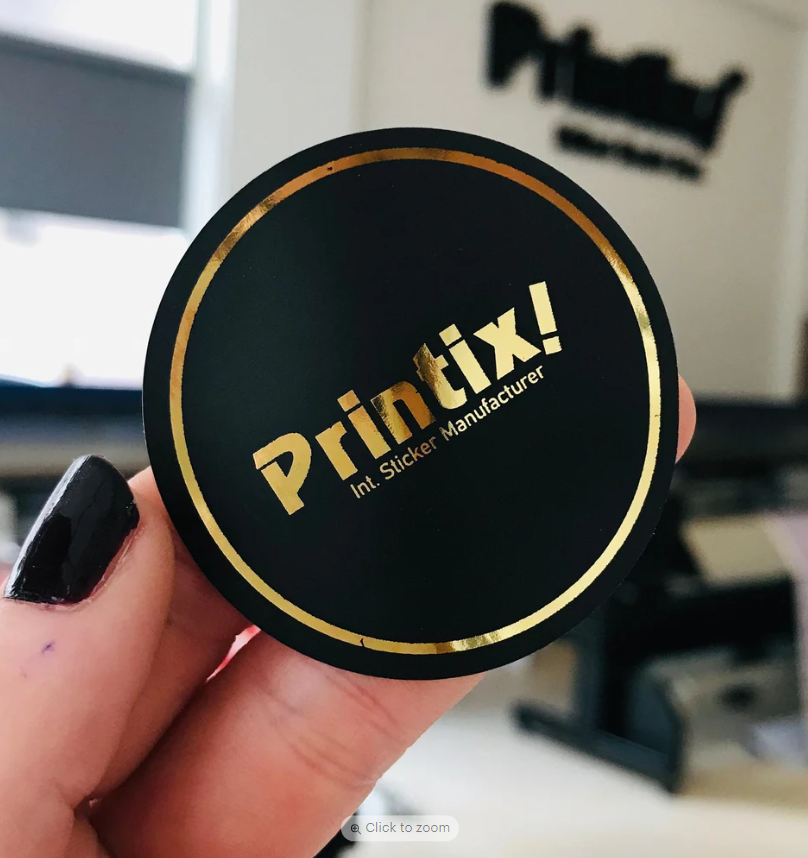 Printix!
Int. Sticker Manufacturer
Printix!
Click to zoom